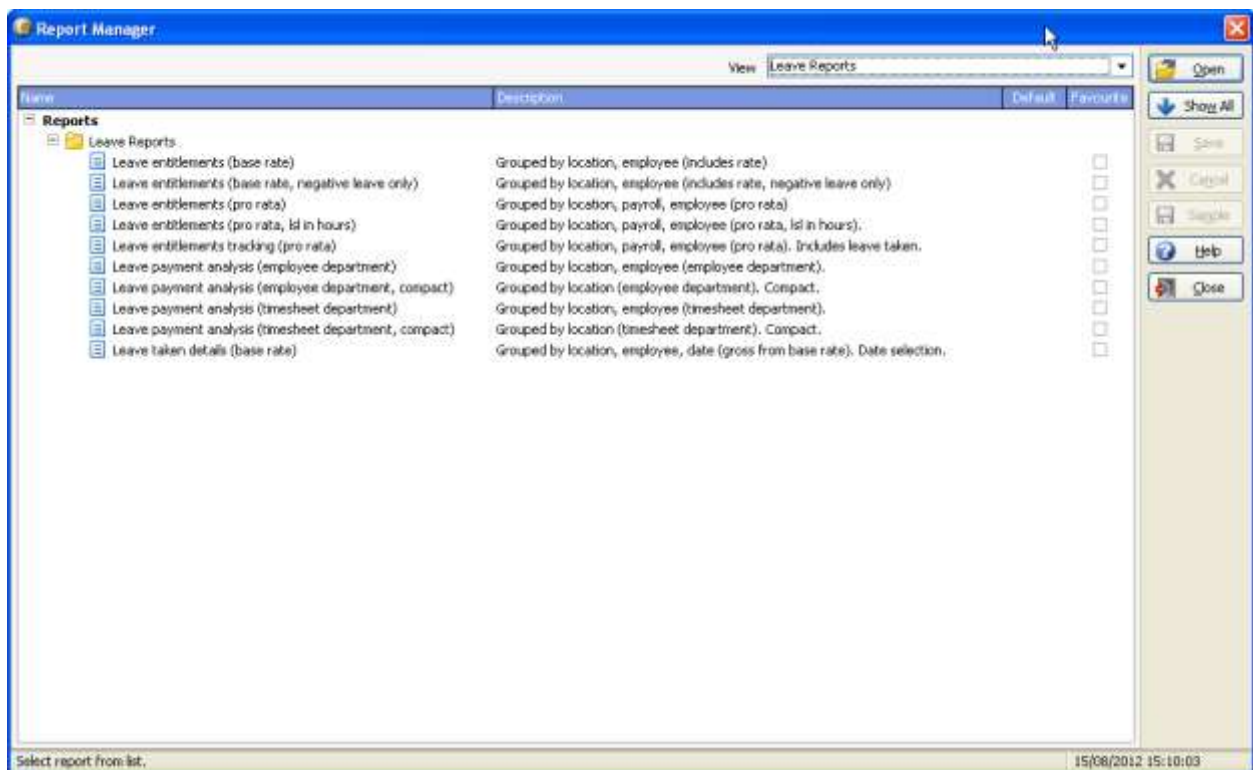 Report Manager
View Leave Reports
Open
Name Description Default Favourite
Show All
Reports
Leave Reports
Save
Leave entitlements (base rate) Grouped by location, employee (includes rate)
Leave entitlements (base rate, negative leave only) Grouped by location, employee (includes rate, negative leave only)
Cancel
Leave entitlements (pro rata) Grouped by location, payroll, employee (pro rata)
Sample
Leave entitlements (pro rata, lsl in hours) Grouped by location, payroll, employee (pro rata, lsl in hours).
Leave entitlements tracking (pro rata) Grouped by location, payroll, employee (pro rata). Includes leave taken.
Help
Leave payment analysis (employee department) Grouped by location, employee (employee department).
Leave payment analysis (employee department, compact) Grouped by location (employee department). Compact.
Close
Leave payment analysis (timesheet department) Grouped by location, employee (timesheet department).
Leave payment analysis (timesheet department, compact) Grouped by location (timesheet department). Compact.
Leave taken details (base rate) Grouped by location, employee, date (gross from base rate). Date selection.
Select report from list. 15/08/2012 15:10:03